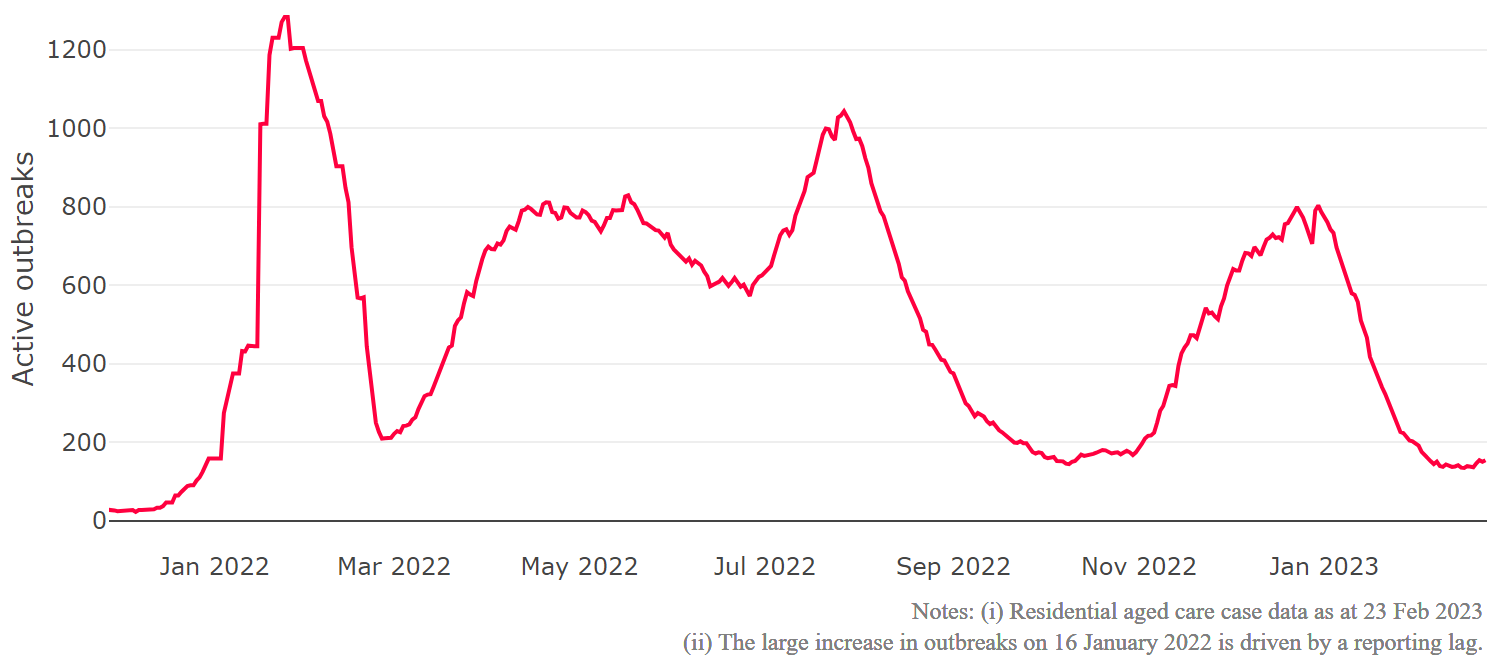 Active outbreaks
1200
1000
800
600
400
200
0
Jan 2022 Mar 2022 May 2022 Jul 2022 Sep 2022 Nov 2022 Jan 2023
Notes: (i) Residential aged care case data as at 23 Feb 2023
(ii) The large increase in outbreaks on 16 January 2022 is driven by a reporting lag.